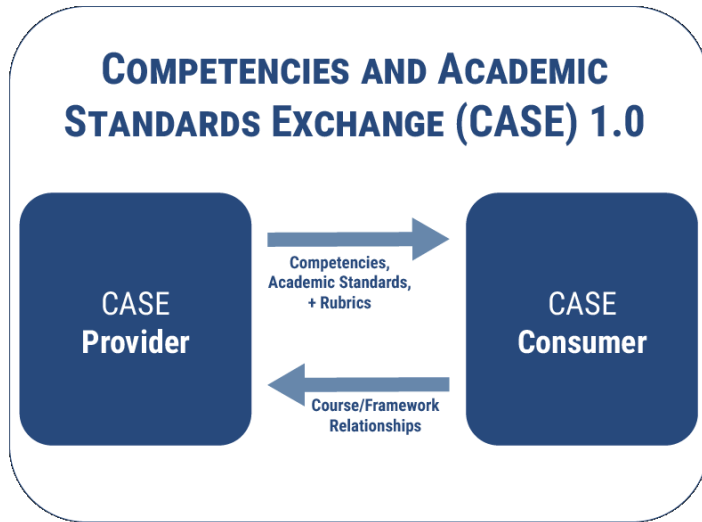 Competencies and Academic
Standards Exchange (CASE) 1.0
CASE
Provider
Competencies,
Academic Standards,
+ Rubrics
Course/Framework
Relationships
CASE
Consumer